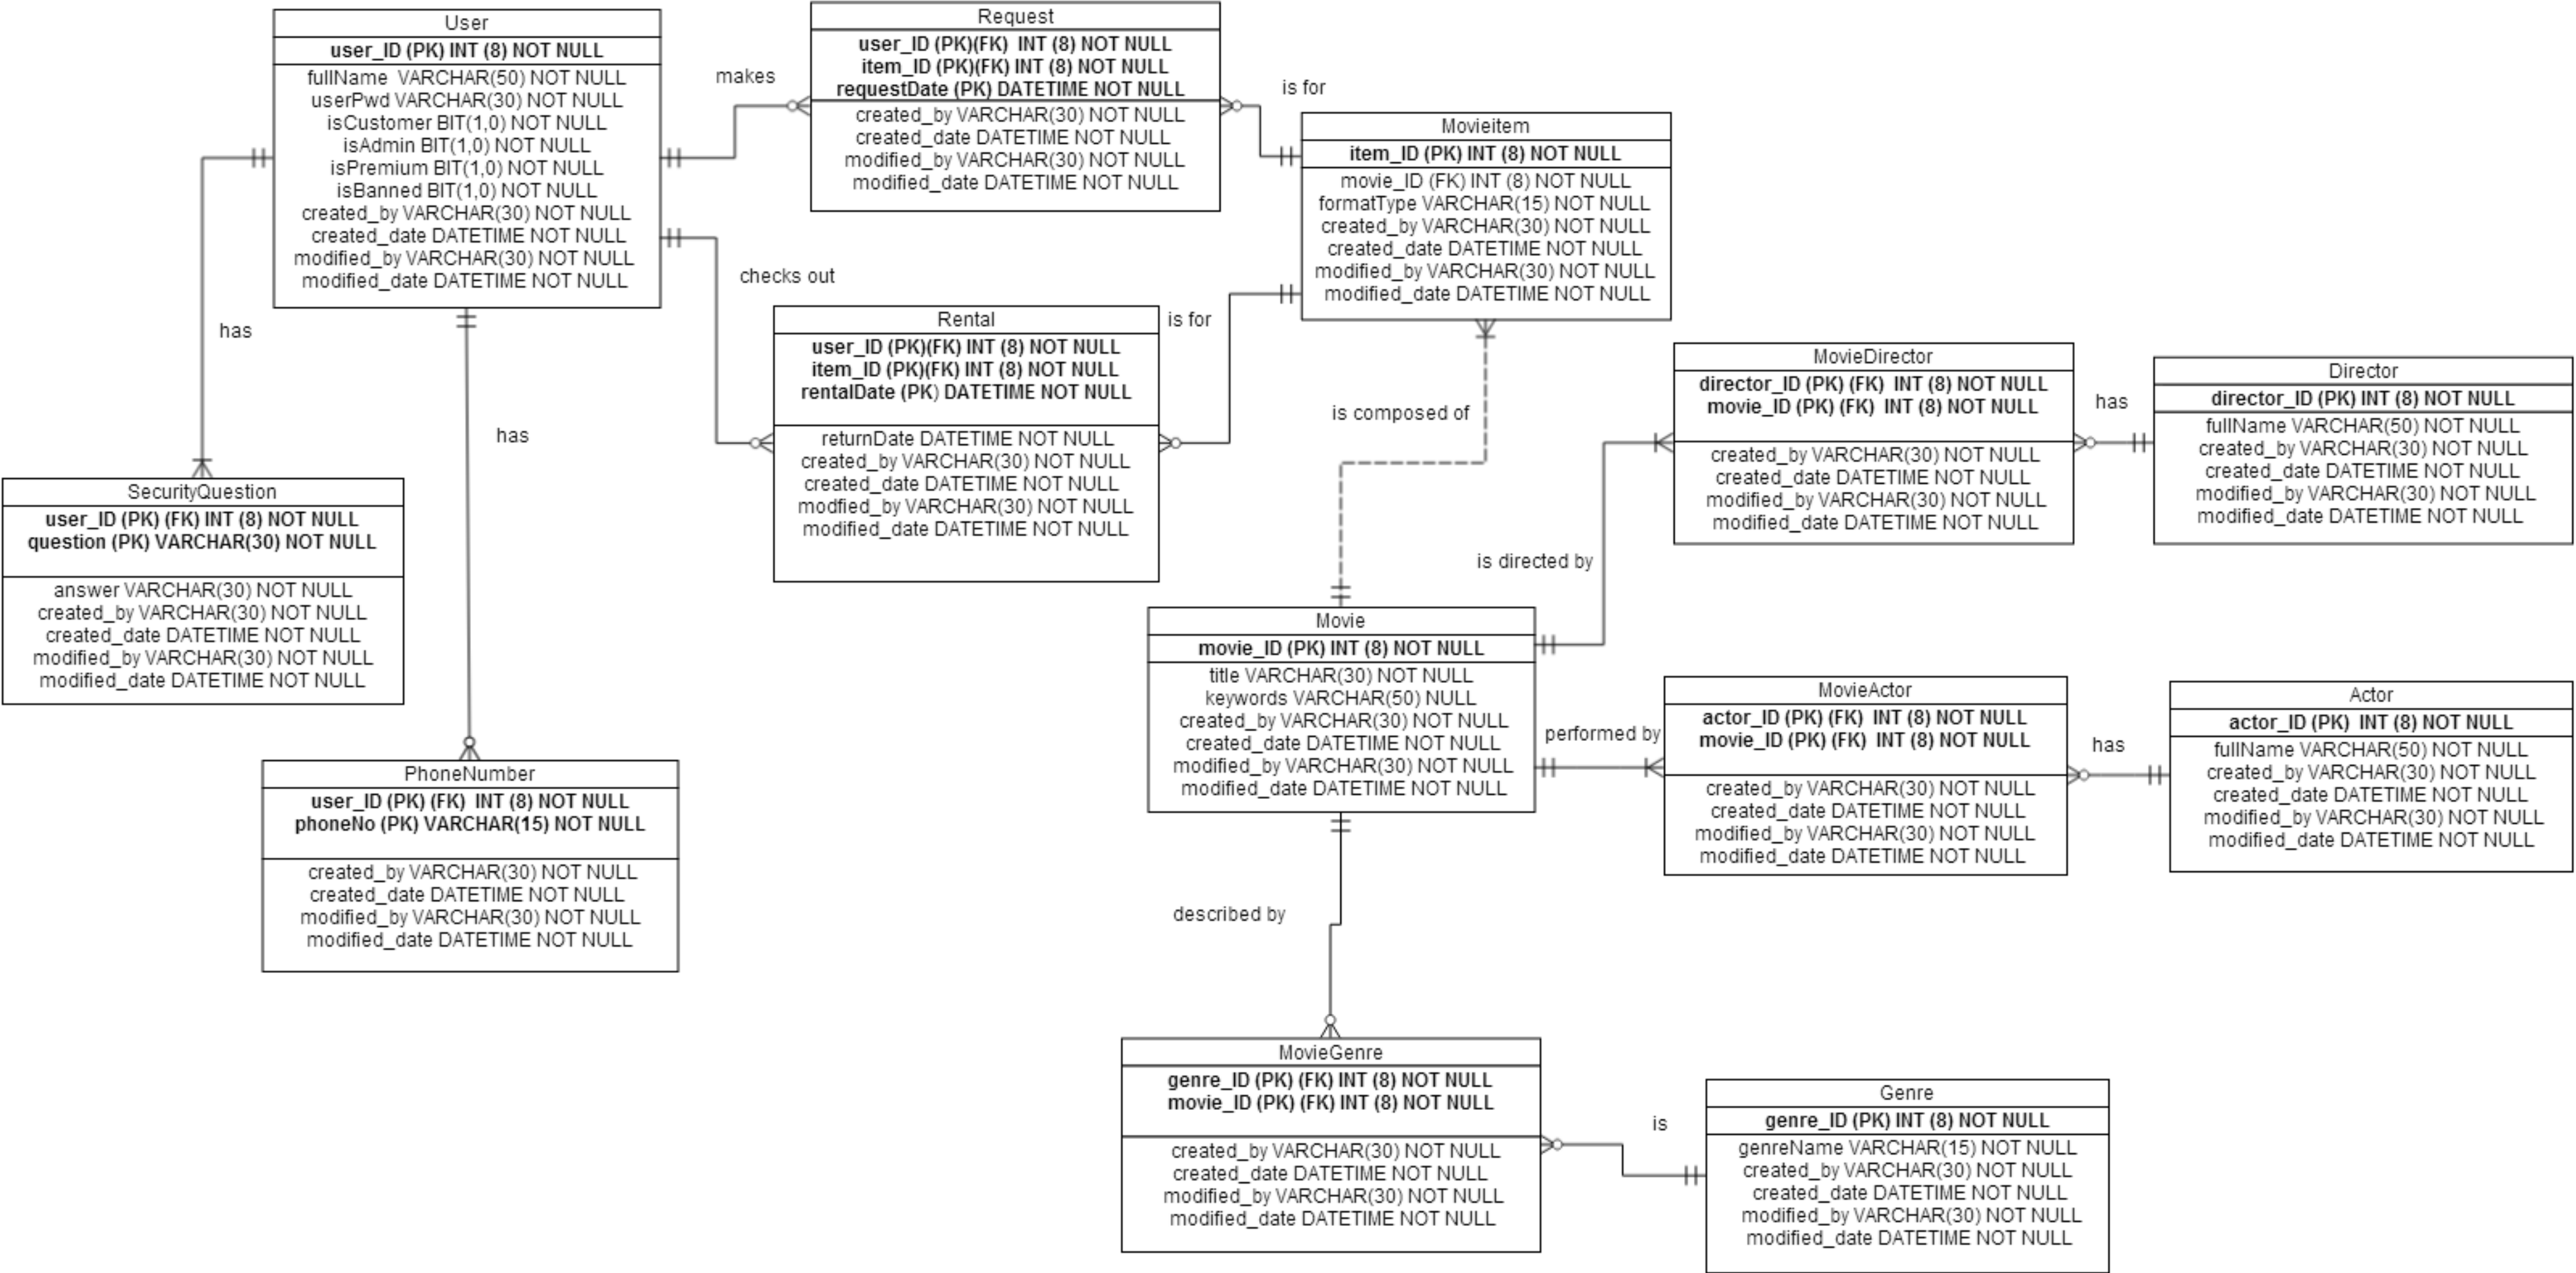 User
user_ID (PK) INT (8) NOT NULL
fullName  VARCHAR(50) NOT NULL
userPwd VARCHAR(30) NOT NULL
isCustomer BIT(1,0) NOT NULL
isAdmin BIT(1,0) NOT NULL
isPremium BIT(1,0) NOT NULL
isBanned BIT(1,0) NOT NULL
created_by VARCHAR(30) NOT NULL
created_date DATETIME NOT NULL
modified_by VARCHAR(30) NOT NULL
modified_date DATETIME NOT NULL
makes
Request
user_ID (PK)(FK)  INT (8) NOT NULL
item_ID (PK)(FK) INT (8) NOT NULL
requestDate (PK) DATETIME NOT NULL
created_by VARCHAR(30) NOT NULL
created_date DATETIME NOT NULL
modified_by VARCHAR(30) NOT NULL
modified_date DATETIME NOT NULL
is for
Movieitem
item_ID (PK) INT (8) NOT NULL
movie_ID (FK) INT (8) NOT NULL
formatType VARCHAR(15) NOT NULL
created_by VARCHAR(30) NOT NULL
created_date DATETIME NOT NULL
modified_by VARCHAR(30) NOT NULL
modified_date DATETIME NOT NULL
checks out
has
has
Rental
user_ID (PK)(FK) INT (8) NOT NULL
item_ID (PK)(FK) INT (8) NOT NULL
rentalDate (PK) DATETIME NOT NULL
returnDate DATETIME NOT NULL
created_by VARCHAR(30) NOT NULL
created_date DATETIME NOT NULL
modfied_by VARCHAR(30) NOT NULL
modified_date DATETIME NOT NULL
is for
is composed of
MovieDirector
director_ID (PK) (FK)  INT (8) NOT NULL
movie_ID (PK) (FK)  INT (8) NOT NULL
created_by VARCHAR(30) NOT NULL
created_date DATETIME NOT NULL
modified_by VARCHAR(30) NOT NULL
modified_date DATETIME NOT NULL
has
Director
director_ID (PK) INT (8) NOT NULL
fullName VARCHAR(50) NOT NULL
created_by VARCHAR(30) NOT NULL
created_date DATETIME NOT NULL
modified_by VARCHAR(30) NOT NULL
modified_date DATETIME NOT NULL
SecurityQuestion
user_ID (PK) (FK) INT (8) NOT NULL
question (PK) VARCHAR(30) NOT NULL
answer VARCHAR(30) NOT NULL
created_by VARCHAR(30) NOT NULL
created_date DATETIME NOT NULL
modified_by VARCHAR(30) NOT NULL
modified_date DATETIME NOT NULL
is directed by
Movie
movie_ID (PK) INT (8) NOT NULL
title VARCHAR(30) NOT NULL
keywords VARCHAR(50) NULL
created_by VARCHAR(30) NOT NULL
created_date DATETIME NOT NULL
modified_by VARCHAR(30) NOT NULL
modified_date DATETIME NOT NULL
performed by
MovieActor
actor_ID (PK) (FK)  INT (8) NOT NULL
movie_ID (PK) (FK)  INT (8) NOT NULL
created_by VARCHAR(30) NOT NULL
created_date DATETIME NOT NULL
modified_by VARCHAR(30) NOT NULL
modified_date DATETIME NOT NULL
has
Actor
actor_ID (PK)  INT (8) NOT NULL
fullName VARCHAR(50) NOT NULL
created_by VARCHAR(30) NOT NULL
created_date DATETIME NOT NULL
modified_by VARCHAR(30) NOT NULL
modified_date DATETIME NOT NULL
PhoneNumber
user_ID (PK) (FK)  INT (8) NOT NULL
phoneNo (PK) VARCHAR(15) NOT NULL
created_by VARCHAR(30) NOT NULL
created_date DATETIME NOT NULL
modified_by VARCHAR(30) NOT NULL
modified_date DATETIME NOT NULL
described by
MovieGenre
genre_ID (PK) (FK) INT (8) NOT NULL
movie_ID (PK) (FK) INT (8) NOT NULL
created_by VARCHAR(30) NOT NULL
created_date DATETIME NOT NULL
modified_by VARCHAR(30) NOT NULL
modified_date DATETIME NOT NULL
is
Genre
genre_ID (PK) INT (8) NOT NULL
genreName VARCHAR(15) NOT NULL
created_by VARCHAR(30) NOT NULL
created_date DATETIME NOT NULL
modified_by VARCHAR(30) NOT NULL
modified_date DATETIME NOT NULL